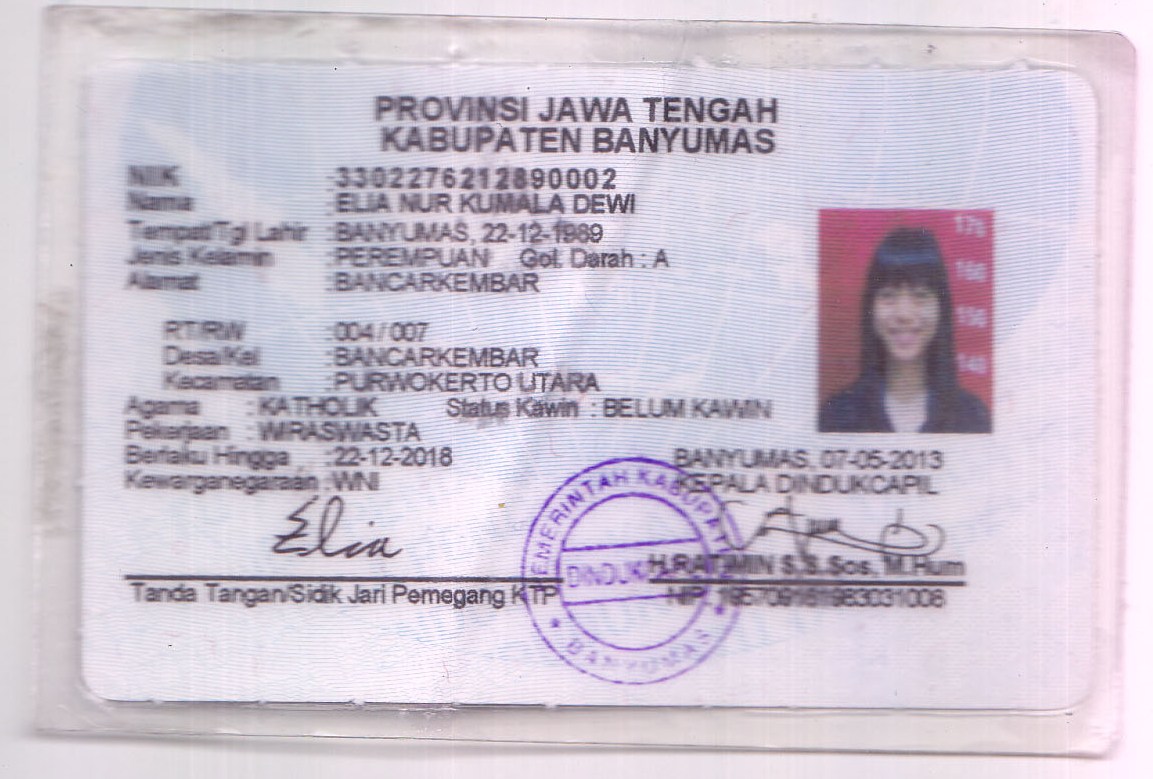 PROVINSI JAWA TENGAH
KABUPATEN BANYUMAS
NIK :3302276212890002
Nama :ELIA NUR KUMALA DEWI
Tempat/Tgl Lahir :BANYUMAS, 22-12-1989
Jenis Kelamin :PEREMPUAN Gol. Darah : A
Alamat :BANCARKEMBAR
RT/RW :004 / 007
Desa/Kel :BANCARKEMBAR
Kecamatan :PURWOKERTO UTARA
Agama : KATHOLIK Status Kawin : BELUM KAWIN
Pekerjaan : WIRASWASTA
Berlaku Hingga :22-12-2018
Kewarganegaraan :WNI
170
160
150
140
BANYUMAS, 07-05-2013
KEPALA DINDUKCAPIL
Elia
PEMERINTAH KABUPATEN
BANYUMAS
H.RATMIN S, S.Sos, M.Hum
Tanda Tangan/Sidik Jari Pemegang KTP
NIP.